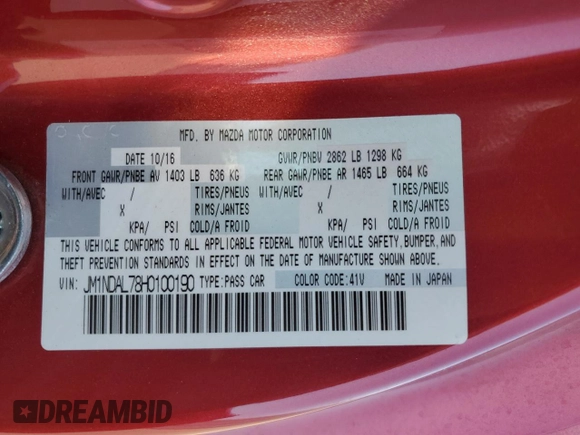 MFD. BY MAZDA MOTOR CORPORATION
DATE 10/16 GVWR/PNBV 2862 LB 1298 KG
FRONT GAWR/PNBE AV 1403 LB 636 KG REAR GAWR/PNBE AR 1465 LB 664 KG
WITH/AVEC / TIRES/PNEUS WITH/AVEC / TIRES/PNEUS
X RIMS/JANTES X RIMS/JANTES
KPA/ PSI COLD/A FROID KPA/ PSI COLD/A FROID
THIS VEHICLE CONFORMS TO ALL APPLICABLE FEDERAL MOTOR VEHICLE SAFETY,BUMPER,AND
THEFT PREVENTION STANDARDS IN EFFECT ON THE DATE OF MANUFACTURE SHOWN ABOVE.
VIN: JM1NDAL78H0100190 TYPE:PASS CAR COLOR CODE:41V MADE IN JAPAN
DREAMBID